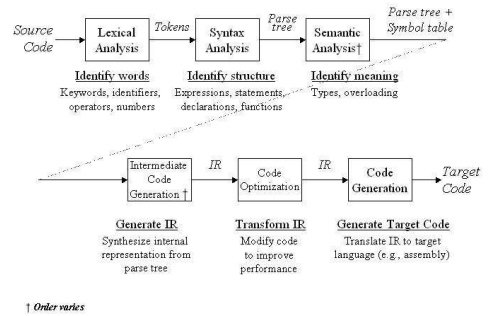 Source
Code
Lexical
Analysis
Tokens
Syntax
Analysis
Parse
tree
Semantic
Analysis†
Parse tree +
Symbol table
Identify words
Keywords, identifiers,
operators, numbers
Identify structure
Expressions, statements,
declarations, functions
Identify meaning
Types, overloading
Intermediate
Code
Generation †
IR
Code
Optimization
IR
Code
Generation
Target
Code
Generate IR
Synthesize internal
representation from
parse tree
Transform IR
Modify code
to improve
performance
Generate Target Code
Translate IR to target
language (e.g., assembly)
† Order varies